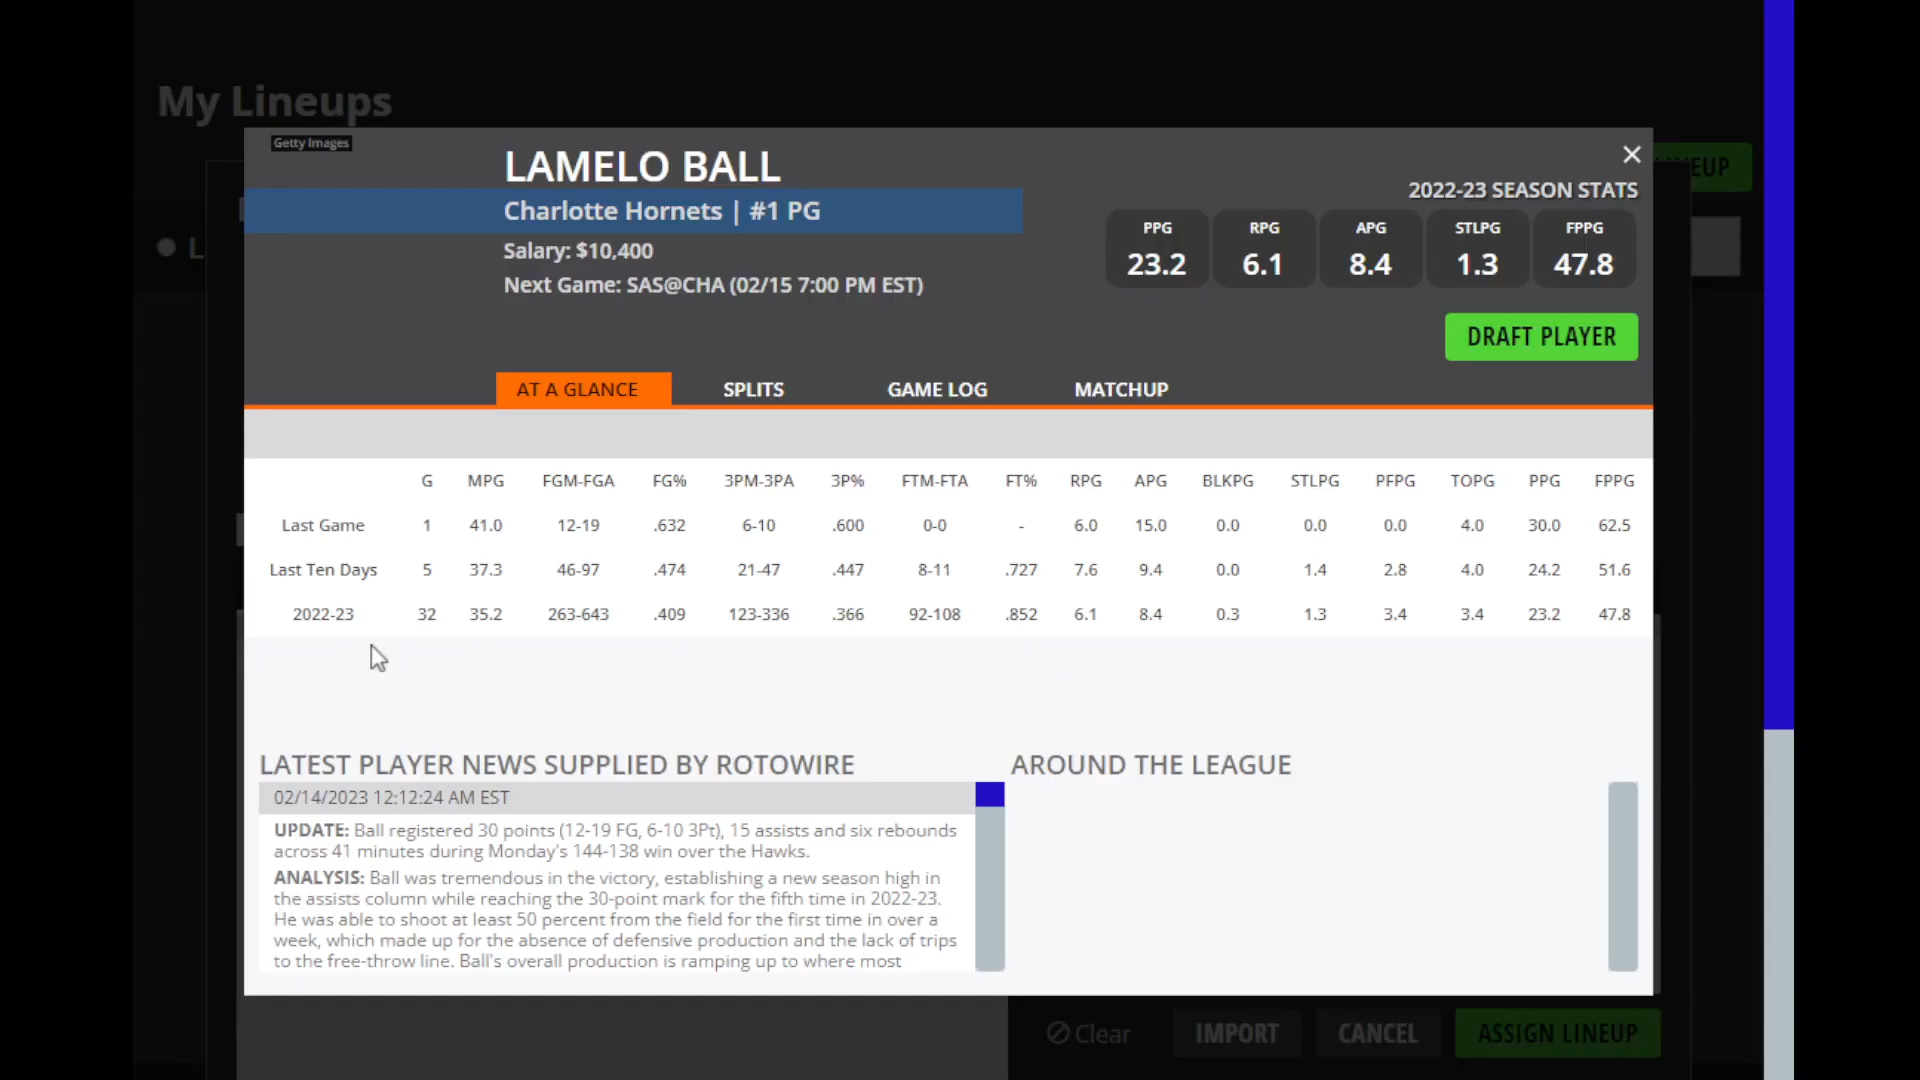 My Lineups
Getty Images
LAMELO BALL
Charlotte Hornets | #1 PG
Salary: $10,400
Next Game: SAS@CHA (02/15 7:00 PM EST)
2022-23 SEASON STATS
PPG RPG APG STLPG FPPG
23.2 6.1 8.4 1.3 47.8
DRAFT PLAYER
AT A GLANCE SPLITS GAME LOG MATCHUP
G MPG FGM-FGA FG% 3PM-3PA 3P% FTM-FTA FT% RPG APG BLKPG STLPG PFPG TOPG PPG FPPG
Last Game 1 41.0 12-19 .632 6-10 .600 0-0 - 6.0 15.0 0.0 0.0 0.0 4.0 30.0 62.5
Last Ten Days 5 37.3 46-97 .474 21-47 .447 8-11 .727 7.6 9.4 0.0 1.4 2.8 4.0 24.2 51.6
2022-23 32 35.2 263-643 .409 123-336 .366 92-108 .852 6.1 8.4 0.3 1.3 3.4 3.4 23.2 47.8
LATEST PLAYER NEWS SUPPLIED BY ROTOWIRE
02/14/2023 12:12:24 AM EST
UPDATE: Ball registered 30 points (12-19 FG, 6-10 3Pt), 15 assists and six rebounds
across 41 minutes during Monday's 144-138 win over the Hawks.
ANALYSIS: Ball was tremendous in the victory, establishing a new season high in
the assists column while reaching the 30-point mark for the fifth time in 2022-23.
He was able to shoot at least 50 percent from the field for the first time in over a
week, which made up for the absence of defensive production and the lack of trips
to the free-throw line. Ball's overall production is ramping up to where most
AROUND THE LEAGUE
Clear IMPORT CANCEL ASSIGN LINEUP